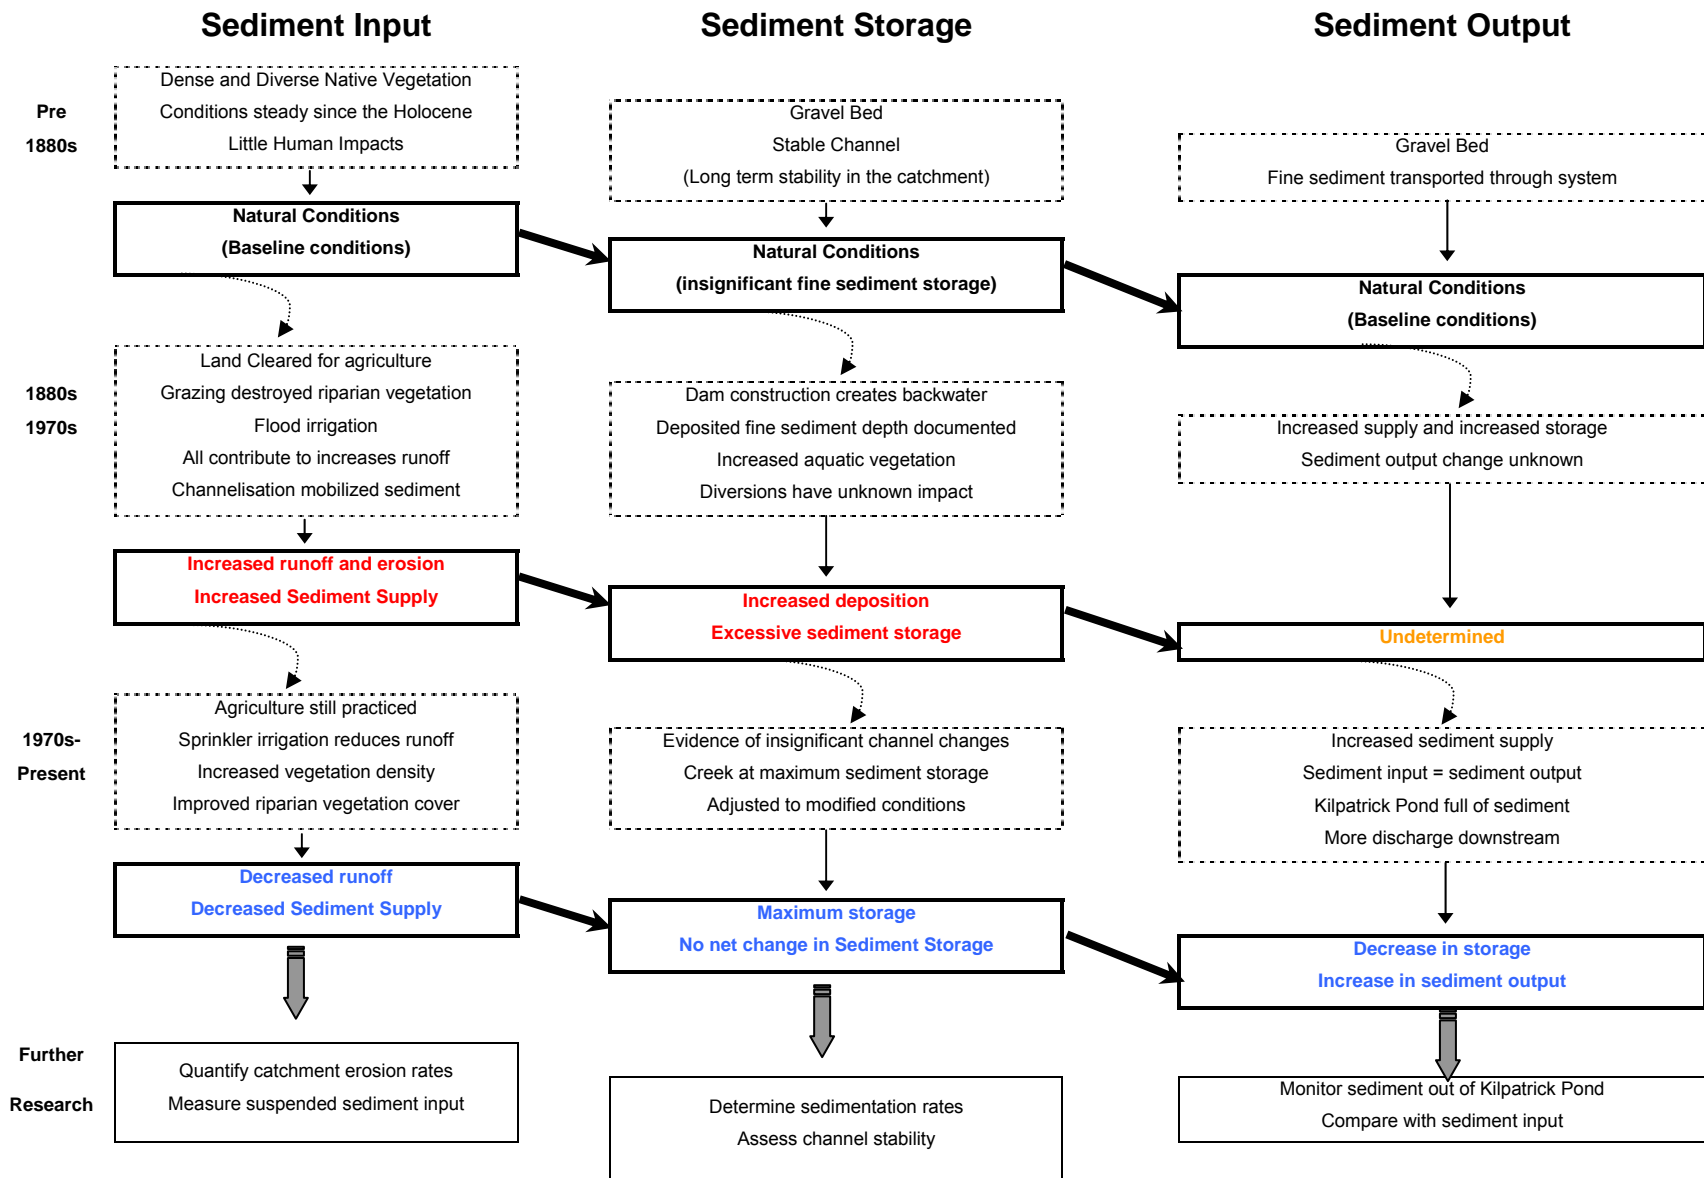 Sediment Input
Sediment Storage
Sediment Output
Pre
1880s
Dense and Diverse Native Vegetation
Conditions steady since the Holocene
Little Human Impacts
Gravel Bed
Stable Channel
(Long term stability in the catchment)
Gravel Bed
Fine sediment transported through system
Natural Conditions
(Baseline conditions)
Natural Conditions
(insignificant fine sediment storage)
Natural Conditions
(Baseline conditions)
1880s
1970s
Land Cleared for agriculture
Grazing destroyed riparian vegetation
Flood irrigation
All contribute to increases runoff
Channelisation mobilized sediment
Dam construction creates backwater
Deposited fine sediment depth documented
Increased aquatic vegetation
Diversions have unknown impact
Increased supply and increased storage
Sediment output change unknown
Increased runoff and erosion
Increased Sediment Supply
Increased deposition
Excessive sediment storage
Undetermined
1970s-
Present
Agriculture still practiced
Sprinkler irrigation reduces runoff
Increased vegetation density
Improved riparian vegetation cover
Evidence of insignificant channel changes
Creek at maximum sediment storage
Adjusted to modified conditions
Increased sediment supply
Sediment input = sediment output
Kilpatrick Pond full of sediment
More discharge downstream
Decreased runoff
Decreased Sediment Supply
Maximum storage
No net change in Sediment Storage
Decrease in storage
Increase in sediment output
Further
Research
Quantify catchment erosion rates
Measure suspended sediment input
Determine sedimentation rates
Assess channel stability
Monitor sediment out of Kilpatrick Pond
Compare with sediment input